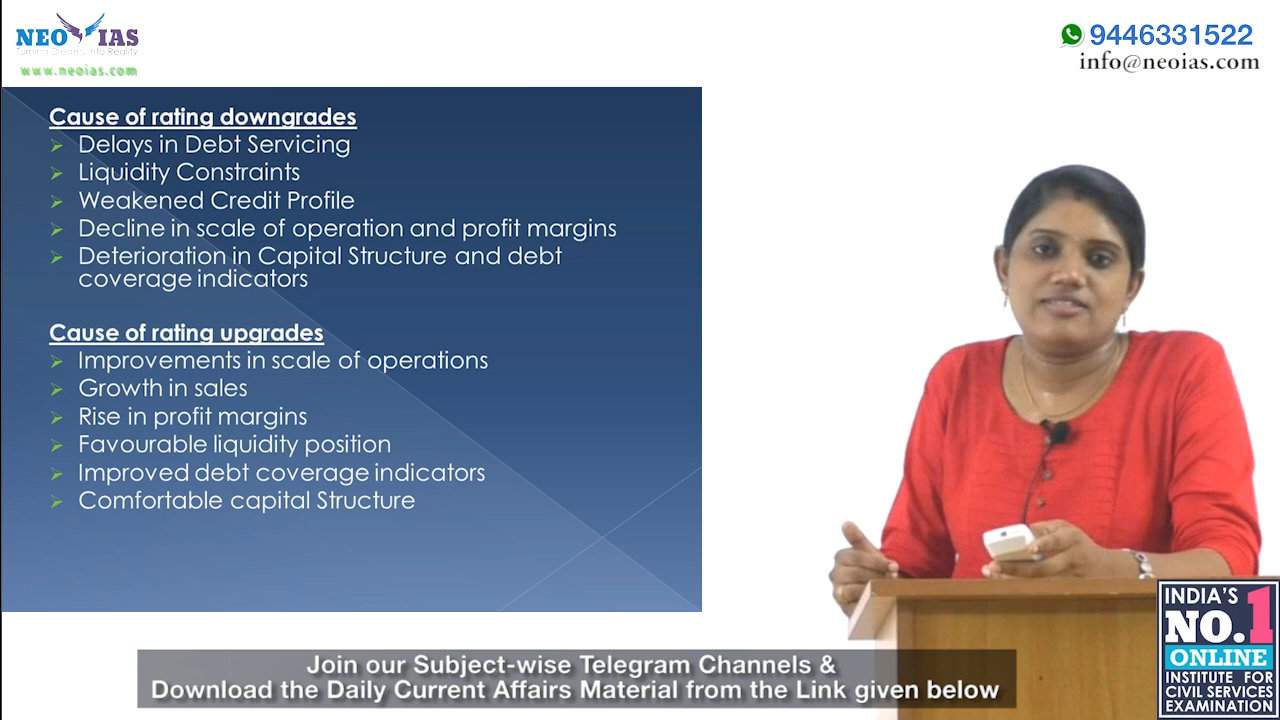 NEO IAS
Turning Dreams into Reality
www.neoias.com
9446331522
info@neoias.com
Cause of rating downgrades
Delays in Debt Servicing
Liquidity Constraints
Weakened Credit Profile
Decline in scale of operation and profit margins
Deterioration in Capital Structure and debt
coverage indicators
Cause of rating upgrades
Improvements in scale of operations
Growth in sales
Rise in profit margins
Favourable liquidity position
Improved debt coverage indicators
Comfortable capital Structure
INDIA'S
NO.1
ONLINE
INSTITUTE FOR
CIVIL SERVICES
EXAMINATION
Join our Subject-wise Telegram Channels &
Download the Daily Current Affairs Material from the Link given below